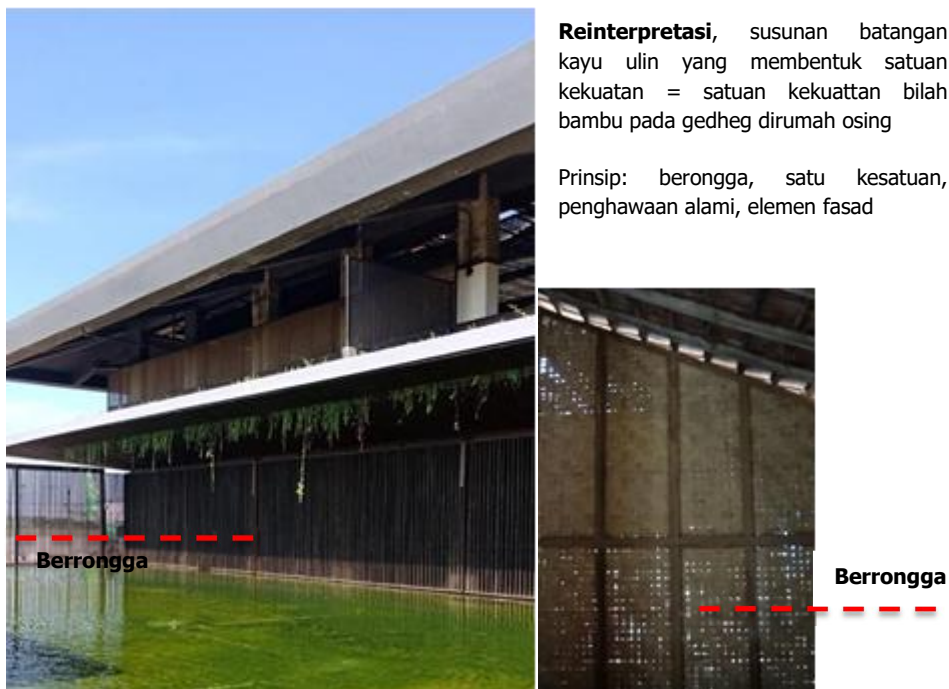 Reinterpretasi, susunan batangan
kayu ulin yang membentuk satuan
kekuatan = satuan kekuattan bilah
bambu pada gedheg dirumah osing
Prinsip: berongga, satu kesatuan,
penghawaan alami, elemen fasad
Berrongga
Berrongga